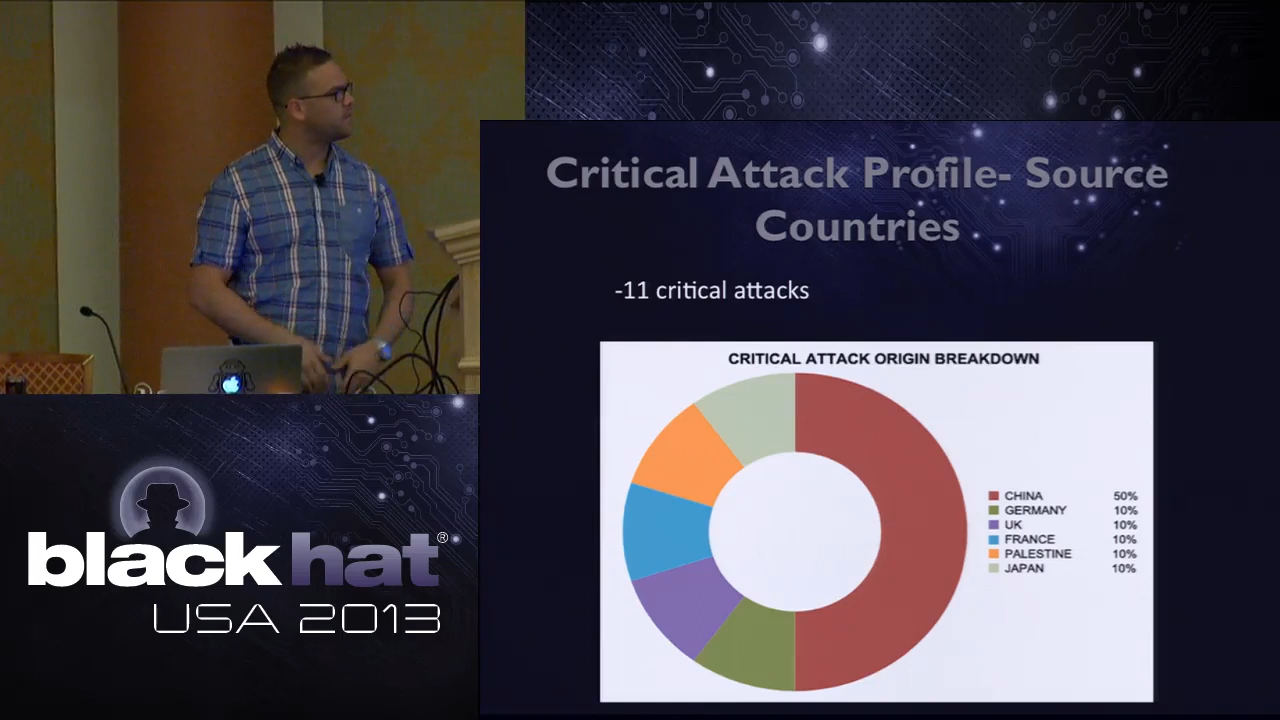 Critical Attack Profile- Source
Countries
-11 critical attacks
CRITICAL ATTACK ORIGIN BREAKDOWN
CHINA 50%
GERMANY 10%
UK 10%
FRANCE 10%
PALESTINE 10%
JAPAN 10%
black hat®
USA 2013